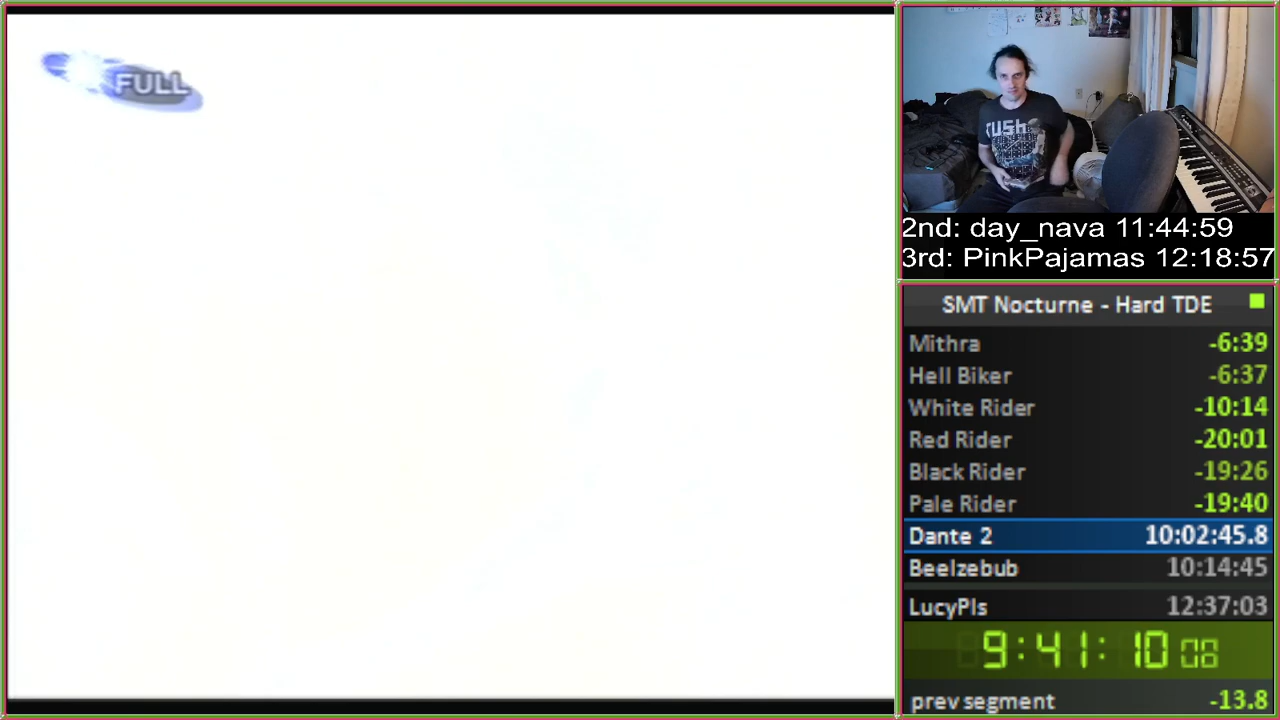 FULL
RUSH
2nd: day_nava 11:44:59
3rd: PinkPajamas 12:18:57
SMT Nocturne - Hard TDE
Mithra -6:39
Hell Biker -6:37
White Rider -10:14
Red Rider -20:01
Black Rider -19:26
Pale Rider -19:40
Dante 2 10:02:45.8
Beelzebub 10:14:45
LucyPls 12:37:03
9:41:10 08
prev segment -13.8